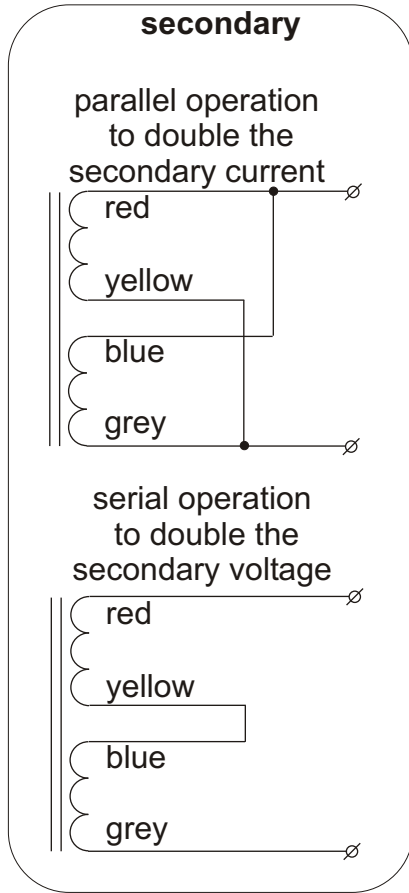 secondary
parallel operation
to double the
secondary current
red
yellow
blue
grey
serial operation
to double the
secondary voltage
red
yellow
blue
grey